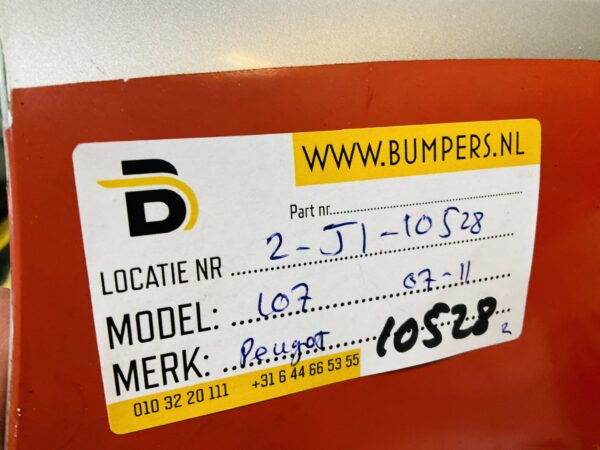 WWW.BUMPERS.NL
B
Part nr.
LOCATIE NR 2-J1-10528
MODEL: 107 07-11
MERK: Peugot 10528 2
010 32 20 111 +31 6 44 66 53 55